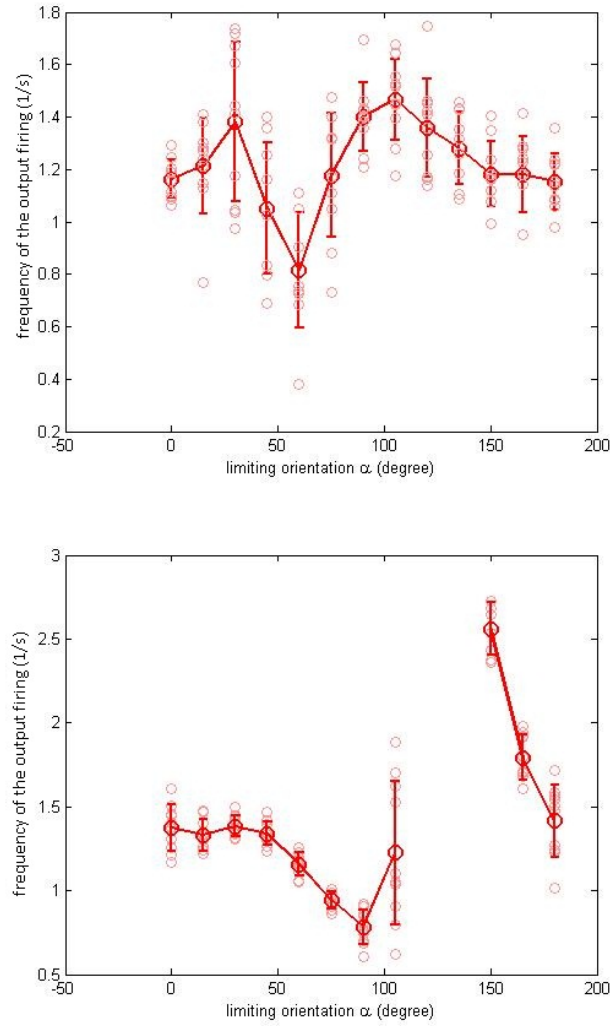 1.8
1.6
1.4
1.2
1
0.8
0.6
0.4
0.2
frequency of the output firing (1/s)
-50 0 50 100 150 200
limiting orientation α (degree)
3
2.5
2
1.5
1
0.5
frequency of the output firing (1/s)
-50 0 50 100 150 200
limiting orientation α (degree)